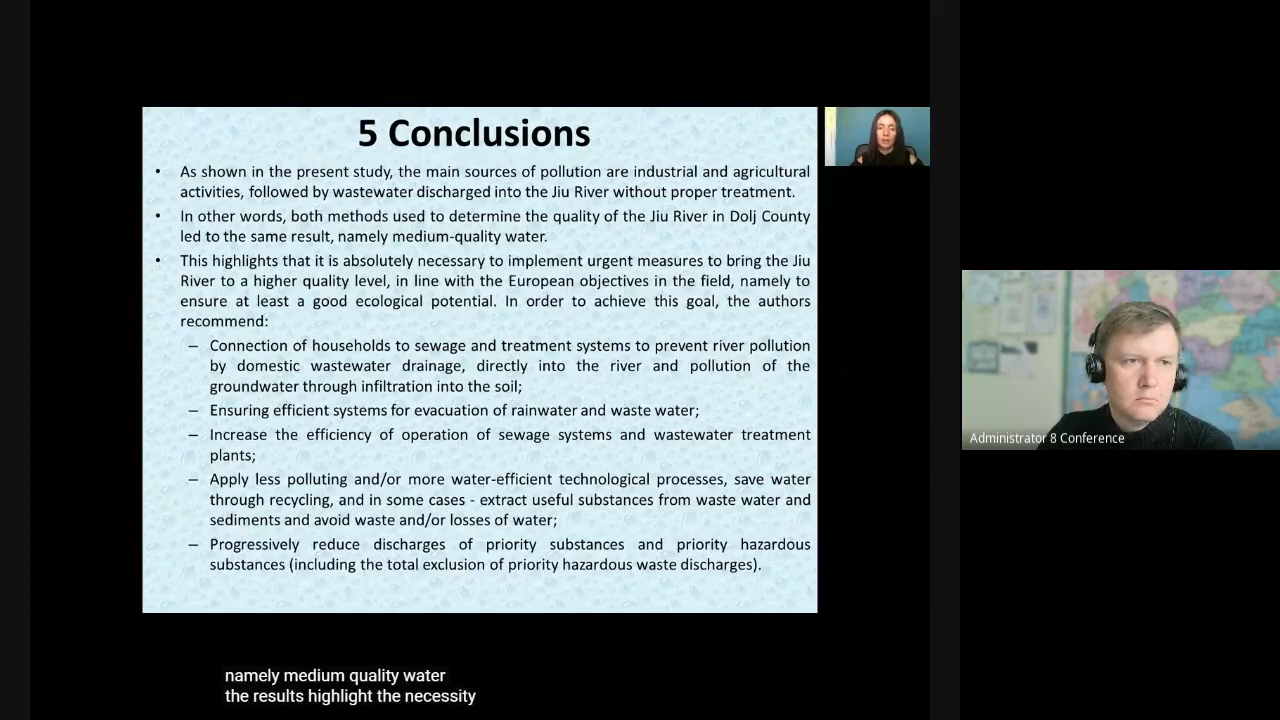 5 Conclusions
• As shown in the present study, the main sources of pollution are industrial and agricultural
activities, followed by wastewater discharged into the Jiu River without proper treatment.
• In other words, both methods used to determine the quality of the Jiu River in Dolj County
led to the same result, namely medium-quality water.
• This highlights that it is absolutely necessary to implement urgent measures to bring the Jiu
River to a higher quality level, in line with the European objectives in the field, namely to
ensure at least a good ecological potential. In order to achieve this goal, the authors
recommend:
– Connection of households to sewage and treatment systems to prevent river pollution
by domestic wastewater drainage, directly into the river and pollution of the
groundwater through infiltration into the soil;
– Ensuring efficient systems for evacuation of rainwater and waste water;
– Increase the efficiency of operation of sewage systems and wastewater treatment
plants;
– Apply less polluting and/or more water-efficient technological processes, save water
through recycling, and in some cases - extract useful substances from waste water and
sediments and avoid waste and/or losses of water;
– Progressively reduce discharges of priority substances and priority hazardous
substances (including the total exclusion of priority hazardous waste discharges).
Administrator 8 Conference
namely medium quality water
the results highlight the necessity